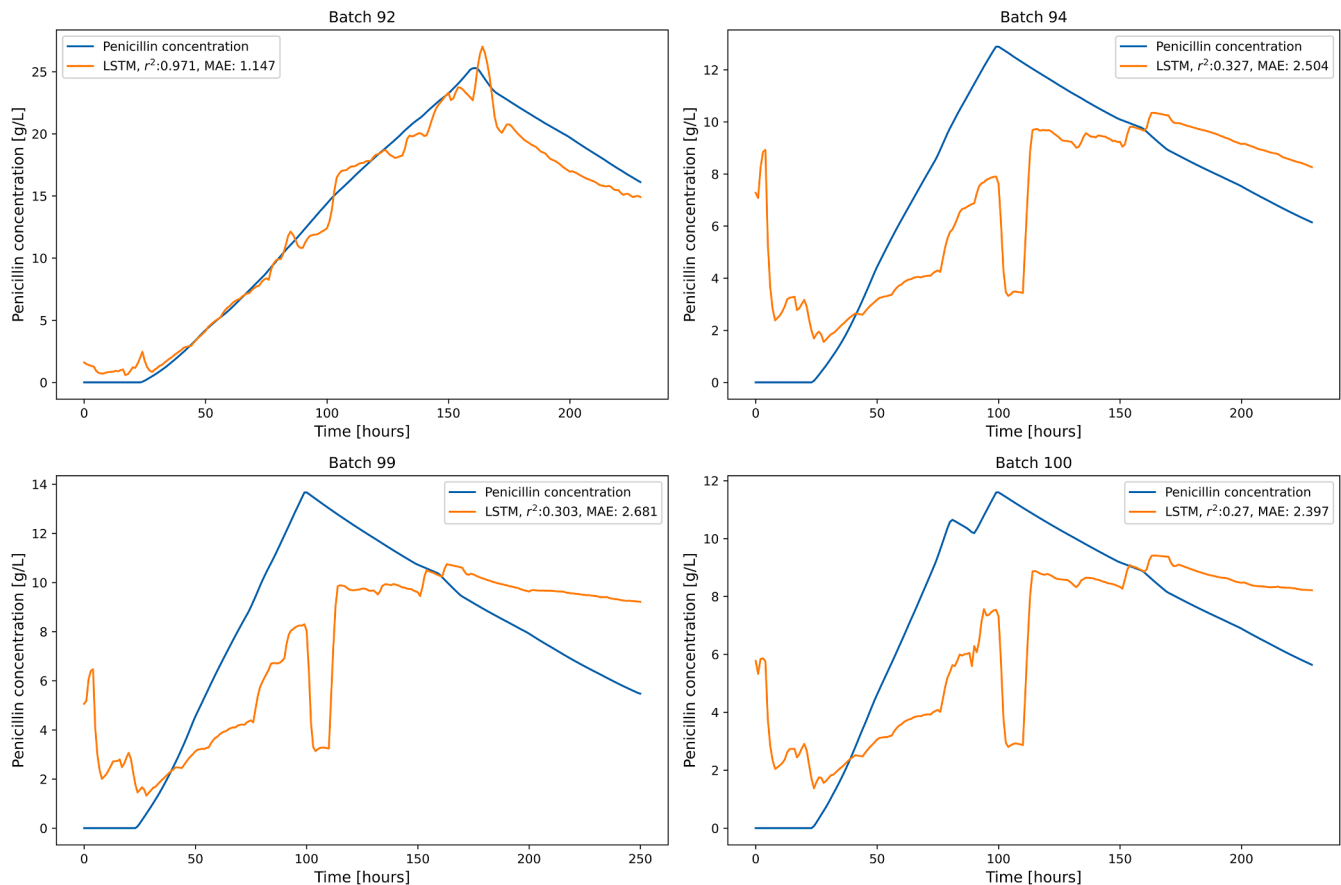 Batch 92
Penicillin concentration
LSTM, r²:0.971, MAE: 1.147
Penicillin concentration [g/L]
25
20
15
10
5
0
0 50 100 150 200
Time [hours]
Batch 94
Penicillin concentration
LSTM, r²:0.327, MAE: 2.504
Penicillin concentration [g/L]
12
10
8
6
4
2
0
0 50 100 150 200
Time [hours]
Batch 99
Penicillin concentration
LSTM, r²:0.303, MAE: 2.681
Penicillin concentration [g/L]
14
12
10
8
6
4
2
0
0 50 100 150 200 250
Time [hours]
Batch 100
Penicillin concentration
LSTM, r²:0.27, MAE: 2.397
Penicillin concentration [g/L]
12
10
8
6
4
2
0
0 50 100 150 200
Time [hours]